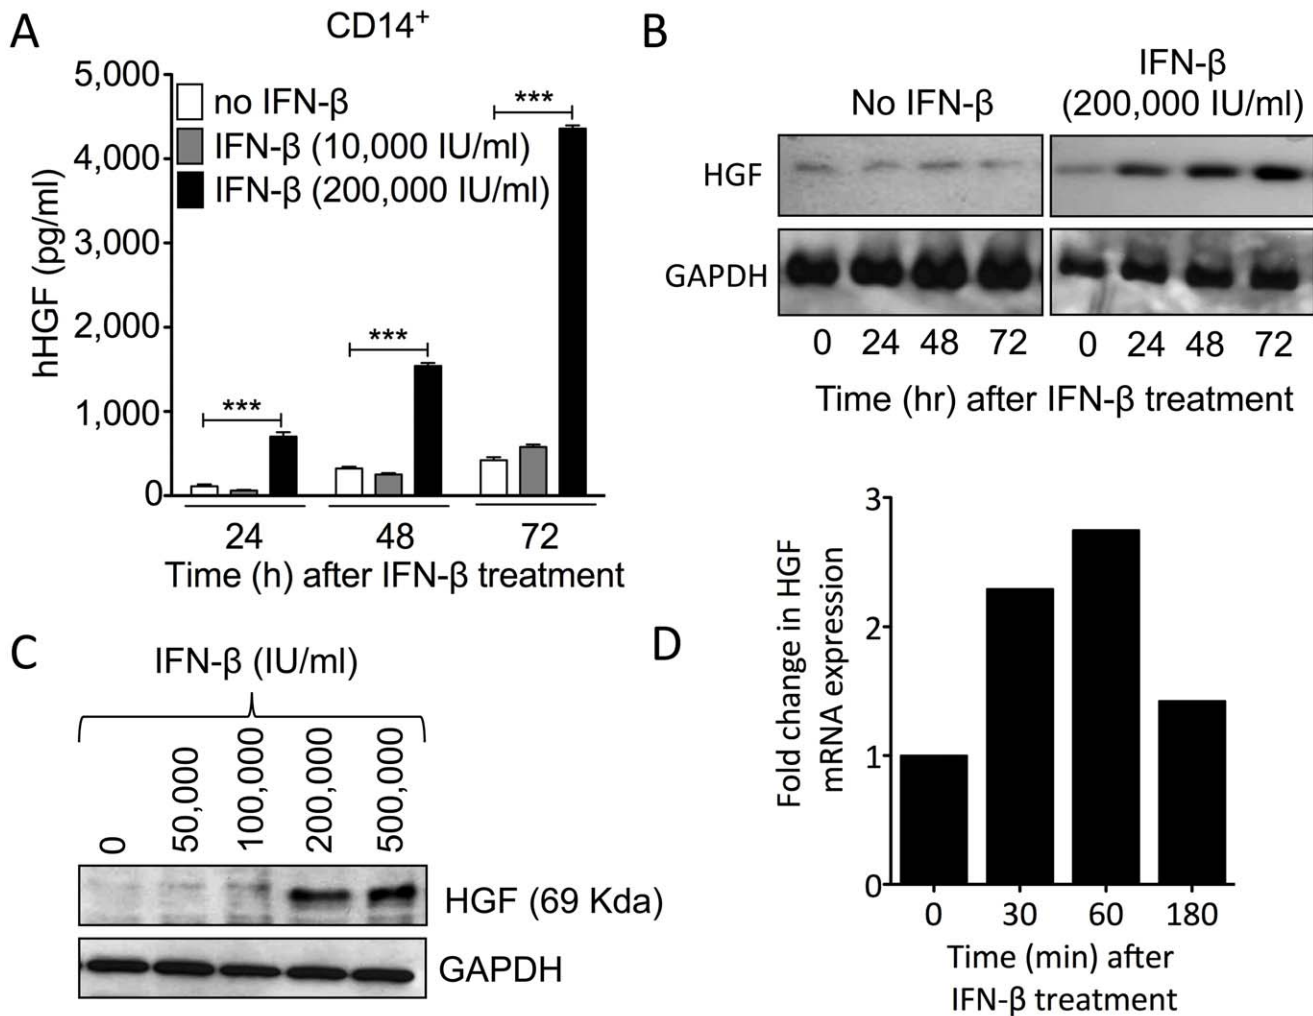 A
CD14+
5,000
4,000
3,000
2,000
1,000
0
hHGF (pg/ml)
no IFN-β
IFN-β (10,000 IU/ml)
IFN-β (200,000 IU/ml)
***
***
***
24 48 72
Time (h) after IFN-β treatment
B
No IFN-β
IFN-β
(200,000 IU/ml)
HGF
GAPDH
0 24 48 72 0 24 48 72
Time (hr) after IFN-β treatment
C
IFN-β (IU/ml)
0
50,000
100,000
200,000
500,000
HGF (69 Kda)
GAPDH
D
Fold change in HGF
mRNA expression
3
2
1
0
0 30 60 180
Time (min) after
IFN-β treatment